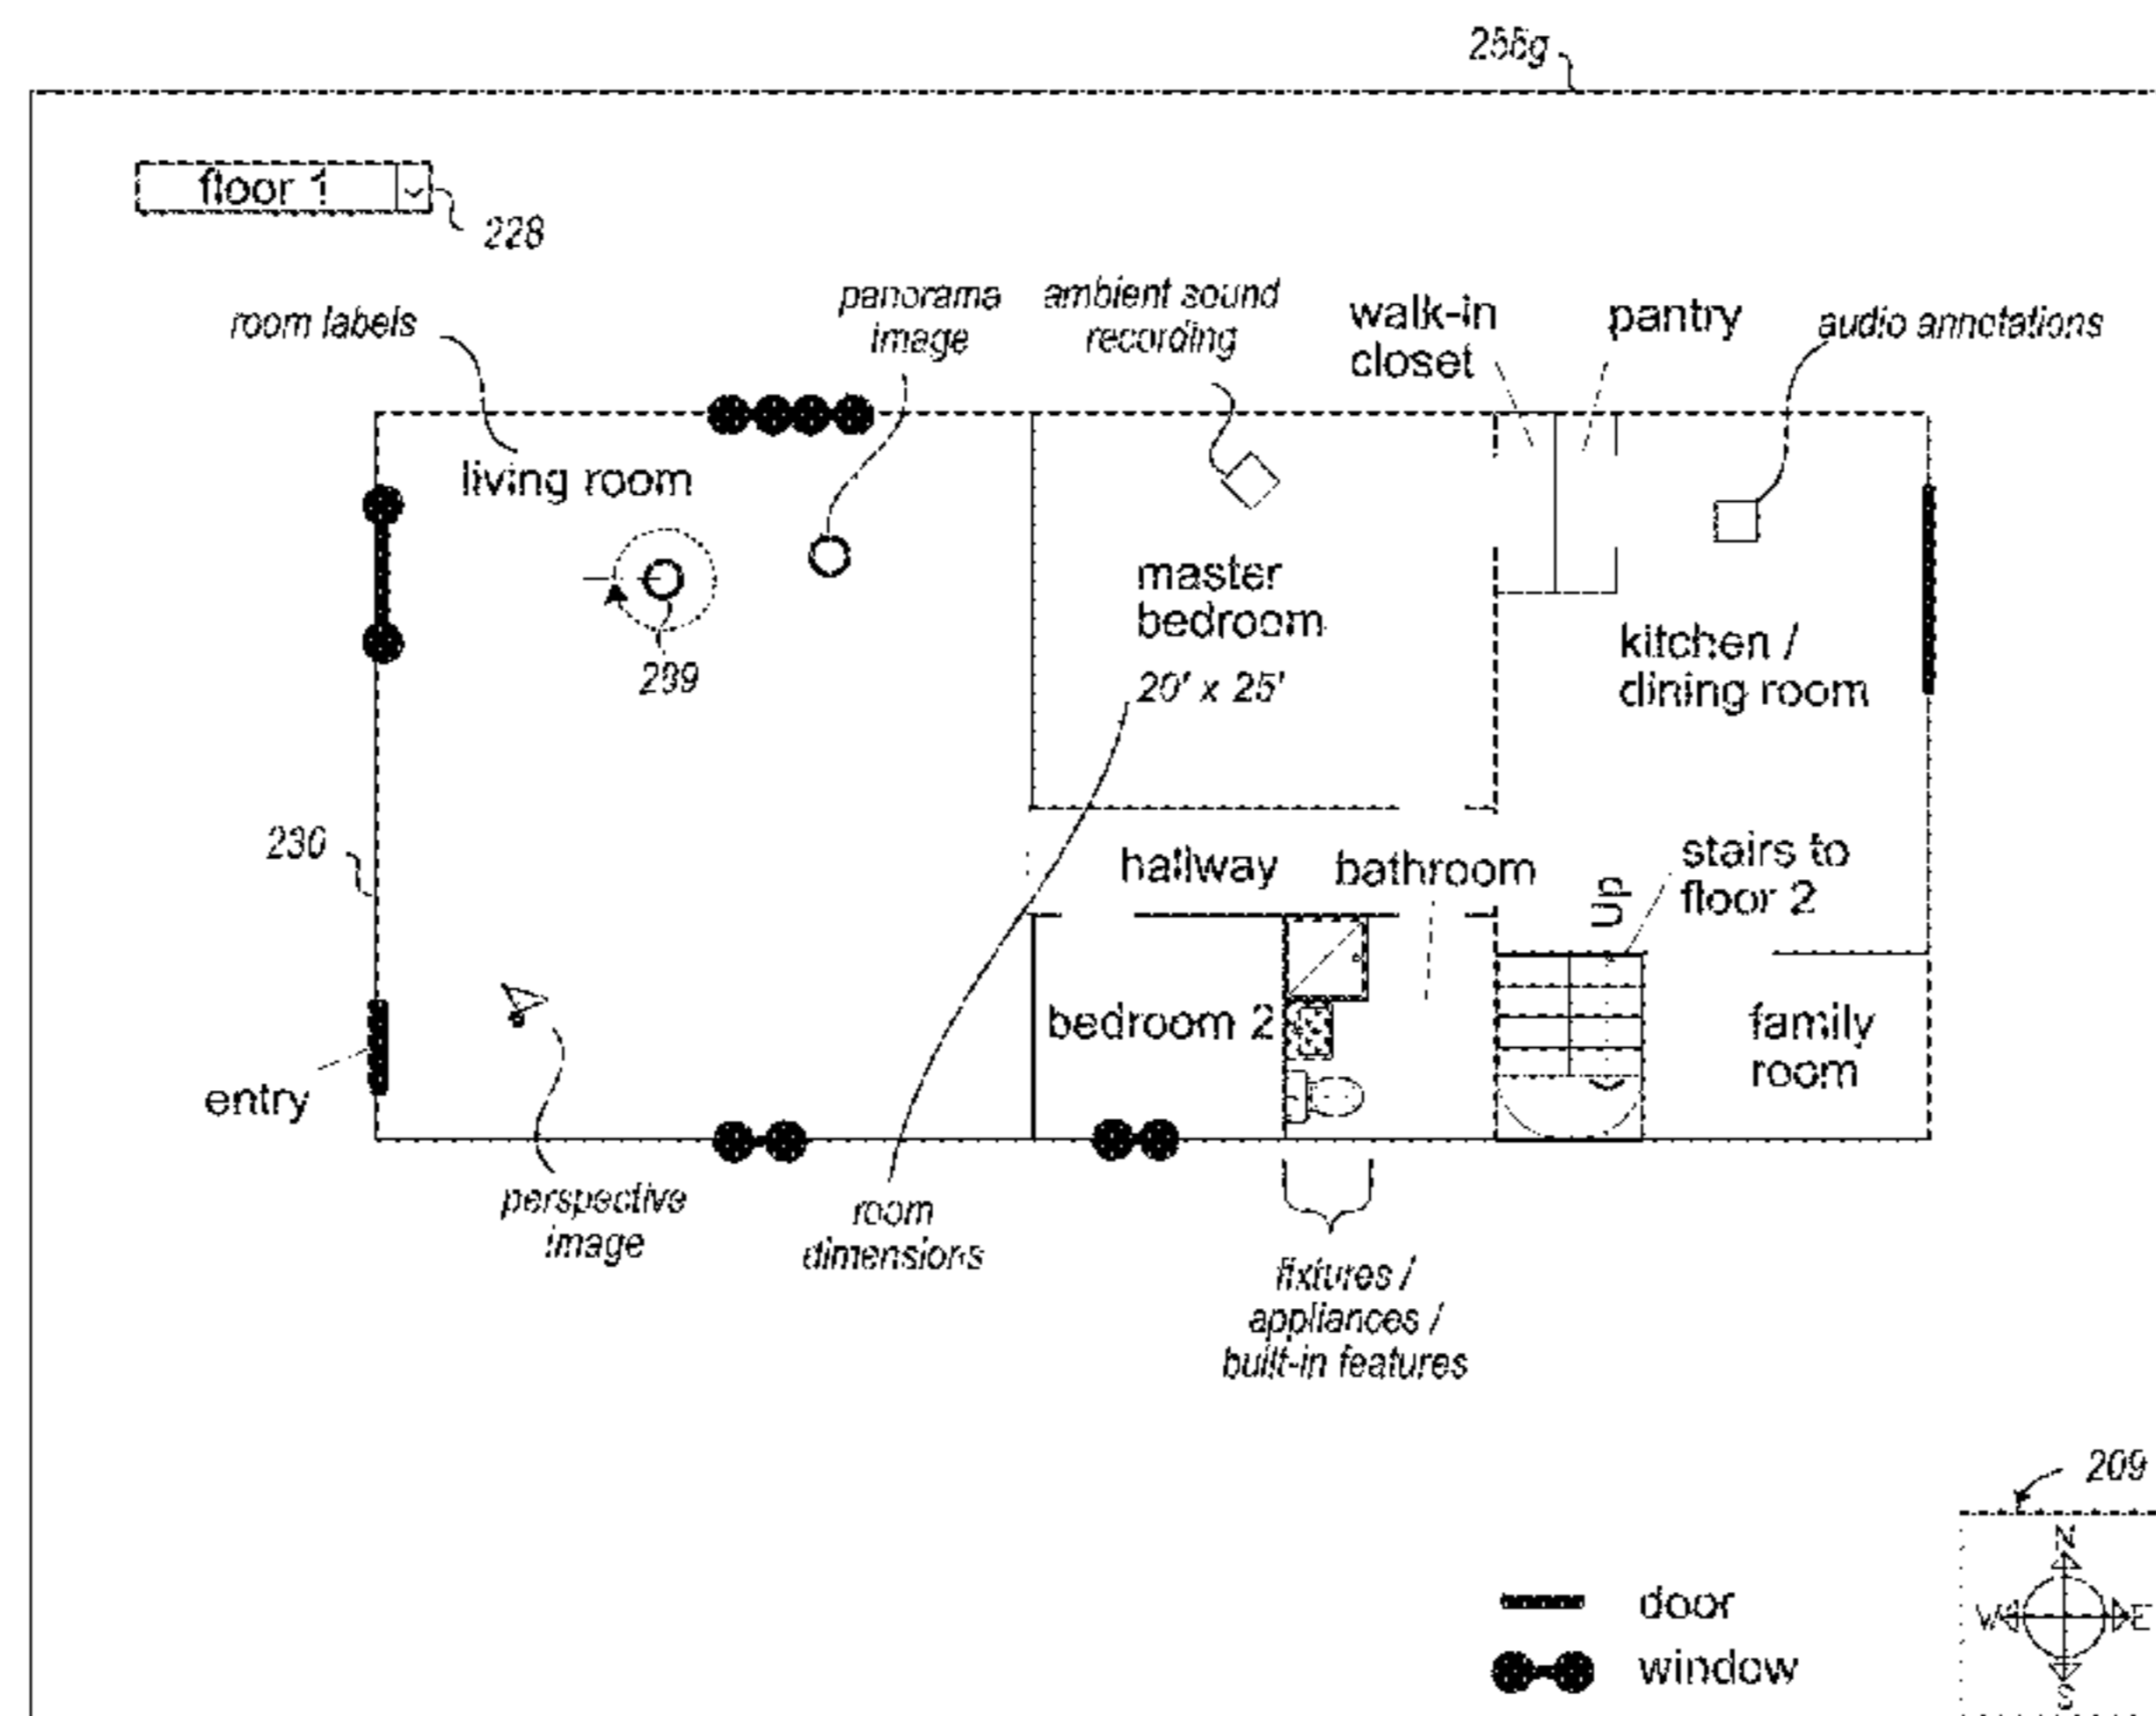 255g
floor 1
228
room labels
panorama
image
ambient sound
recording
walk-in
closet
pantry
audio annotations
living room
master
bedroom
20' x 25'
299
kitchen /
dining room
230
hallway
bathroom
Up
stairs to
floor 2
bedroom 2
family
room
entry
perspective
image
room
dimensions
fixtures /
appliances /
built-in features
209
N
W
E
S
door
window